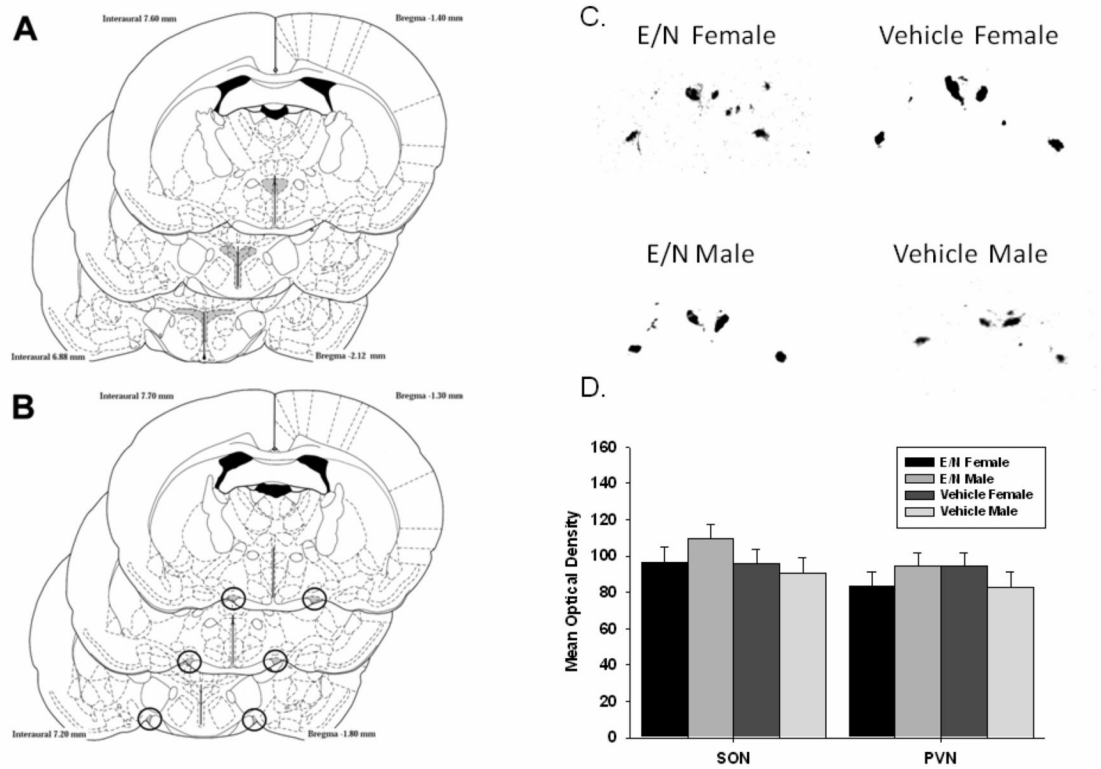 A
Interaural 7.60 mm
Bregma -1.40 mm
Interaural 6.88 mm
Bregma -2.12 mm
B
Interaural 7.70 mm
Bregma -1.30 mm
Interaural 7.20 mm
Bregma -1.80 mm
C.
E/N Female
Vehicle Female
E/N Male
Vehicle Male
D.
160
140
120
100
80
60
40
20
0
Mean Optical Density
E/N Female
E/N Male
Vehicle Female
Vehicle Male
SON
PVN